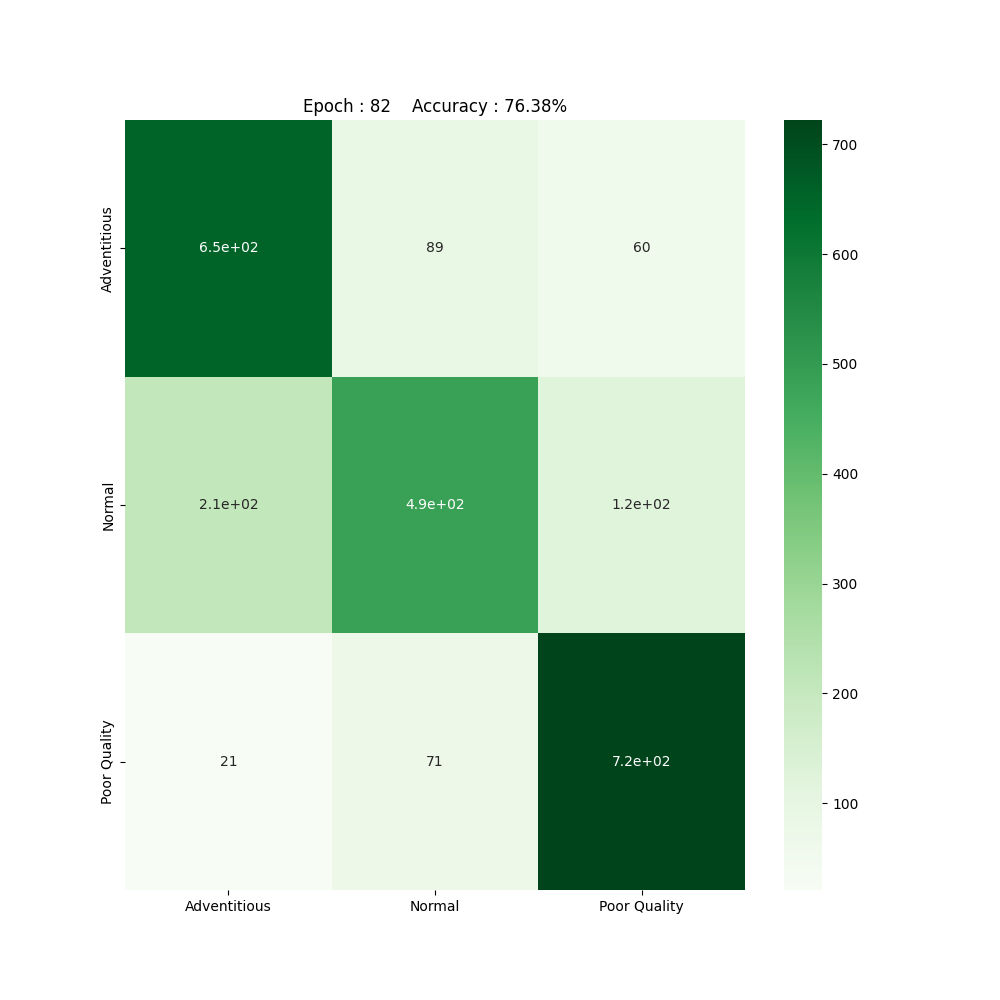 Epoch : 82    Accuracy : 76.38%
Adventitious
6.5e+02 89 60
Normal
2.1e+02 4.9e+02 1.2e+02
Poor Quality
21 71 7.2e+02
Adventitious Normal Poor Quality
700
600
500
400
300
200
100